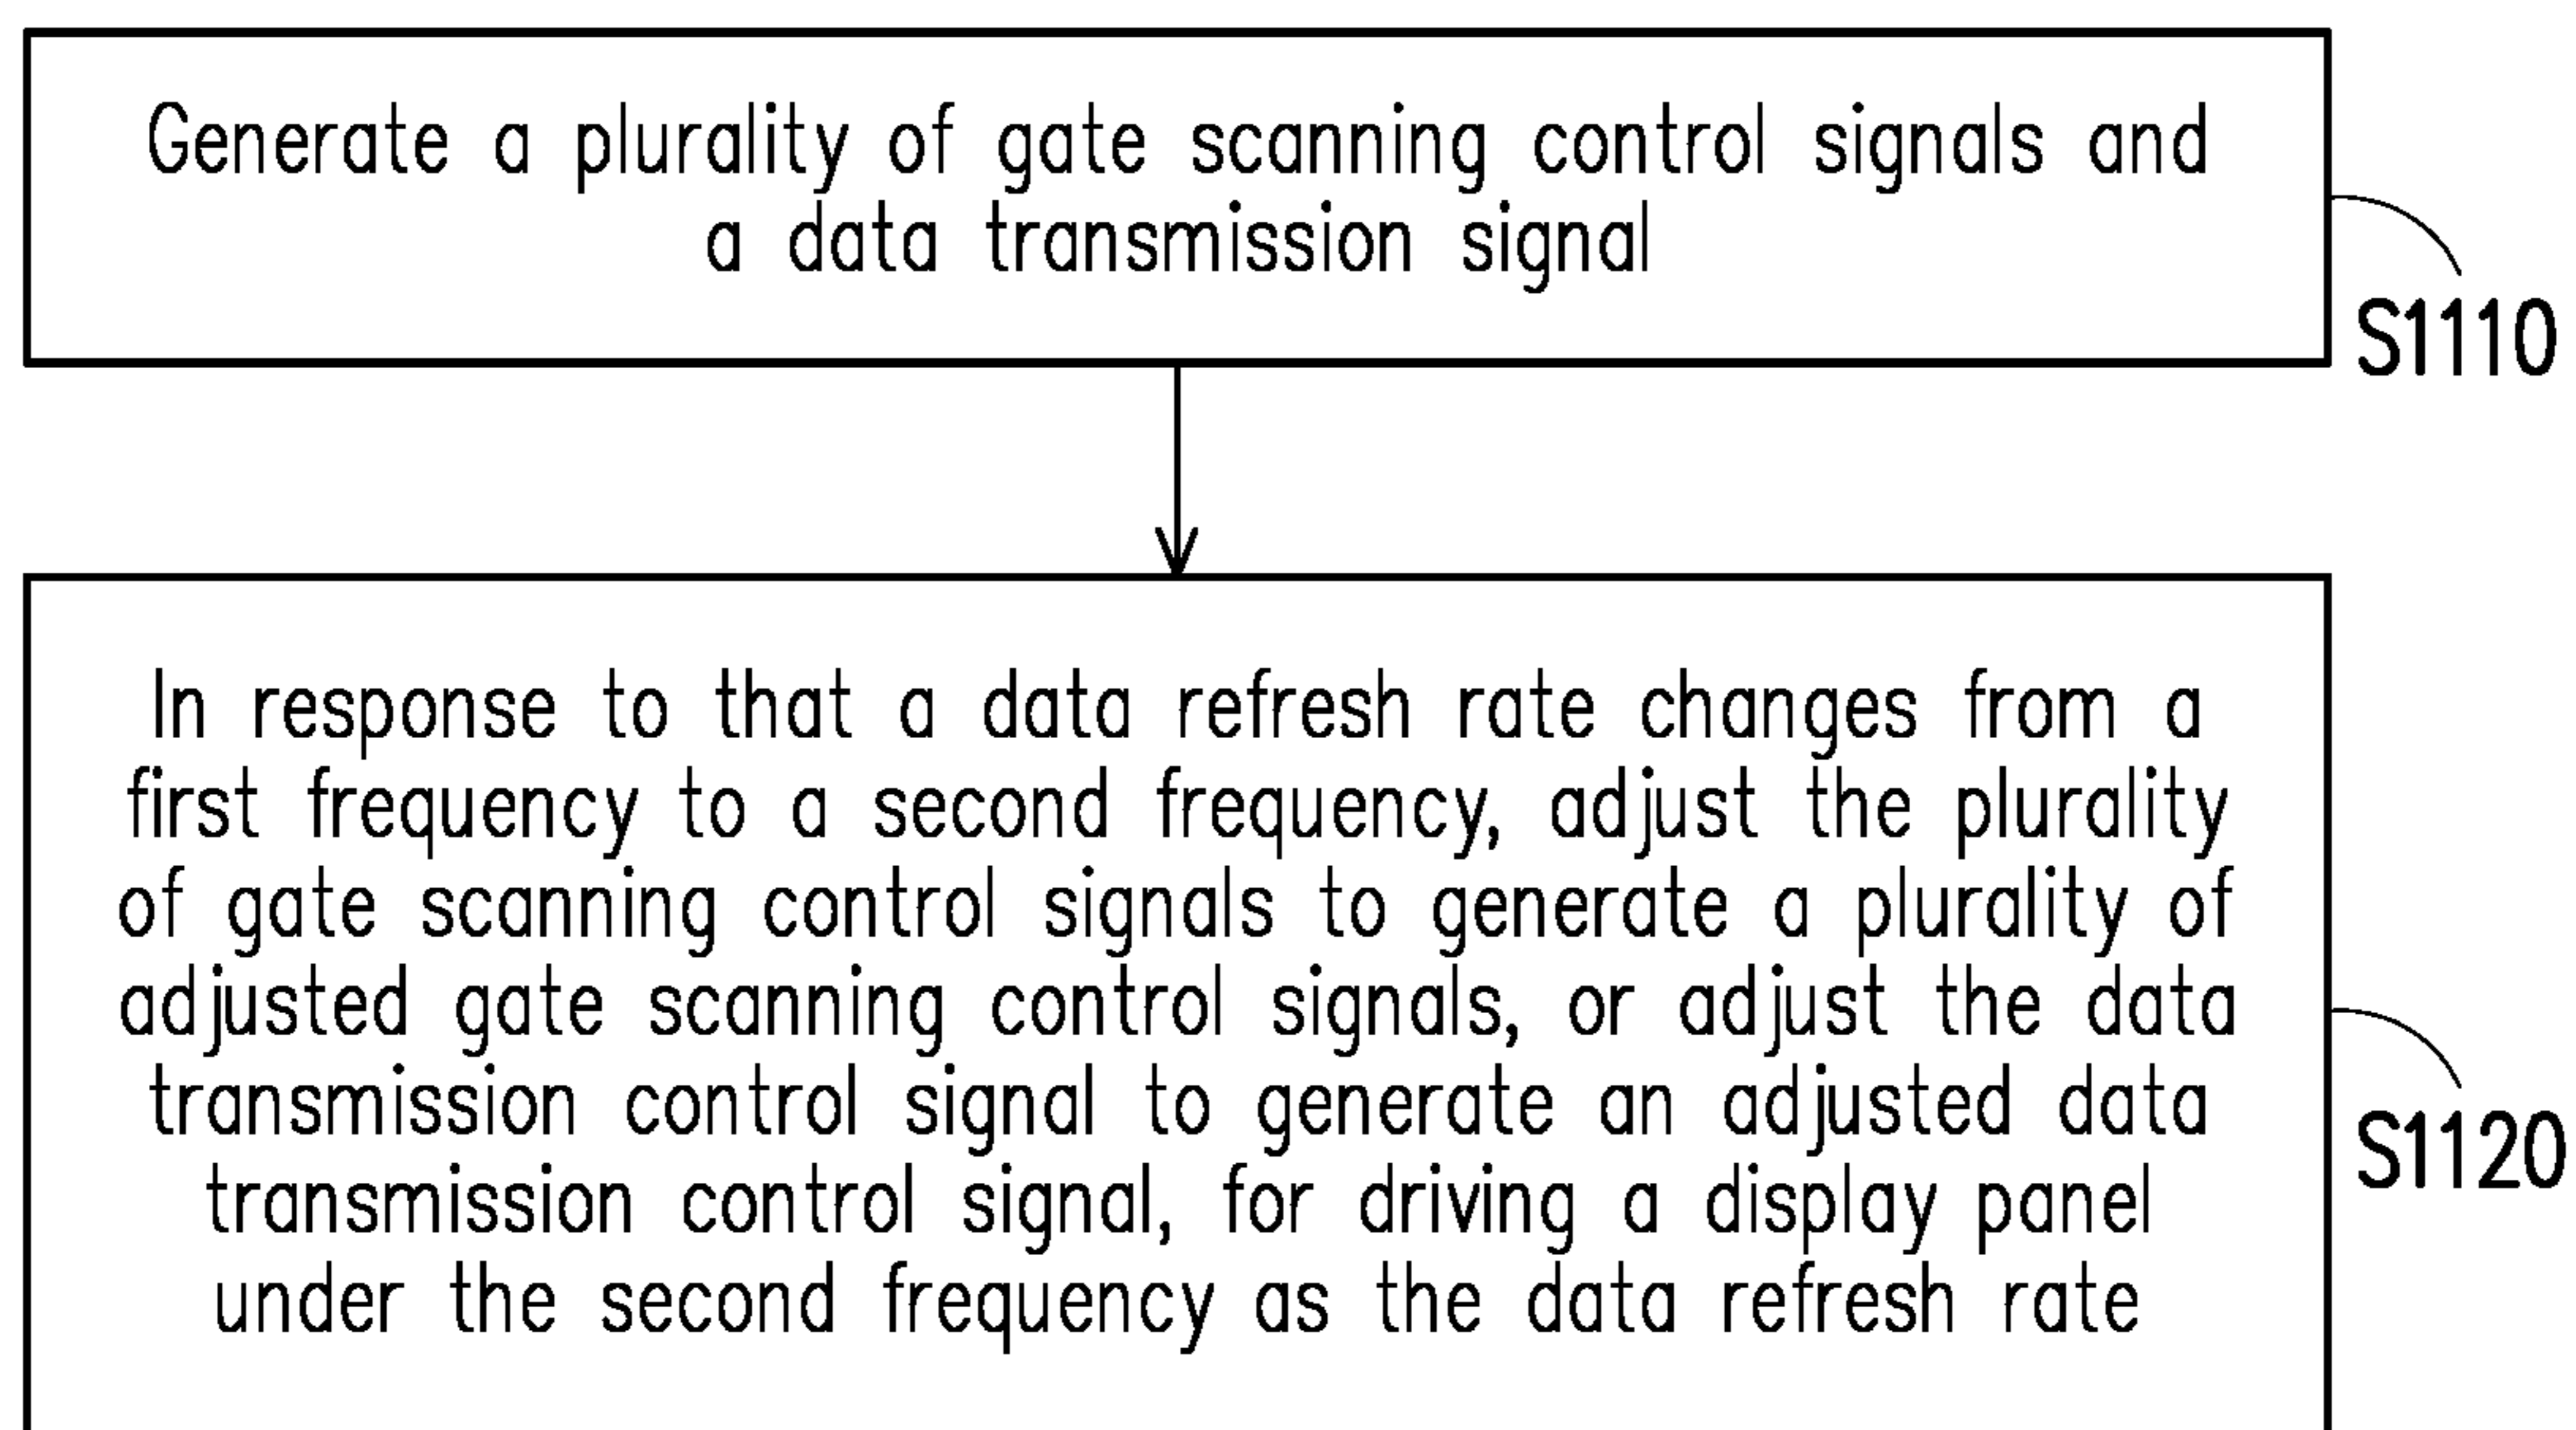 Generate a plurality of gate scanning control signals and
a data transmission signal
S1110
In response to that a data refresh rate changes from a
first frequency to a second frequency, adjust the plurality
of gate scanning control signals to generate a plurality of
adjusted gate scanning control signals, or adjust the data
transmission control signal to generate an adjusted data
transmission control signal, for driving a display panel
under the second frequency as the data refresh rate
S1120